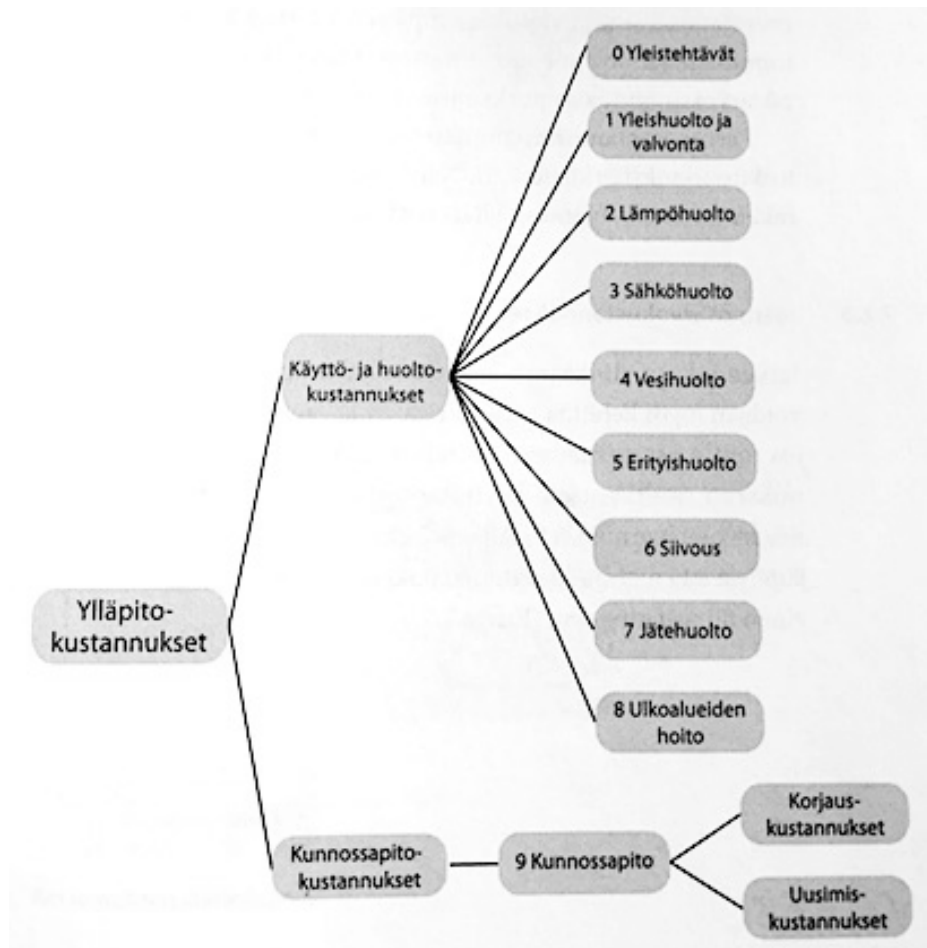 0 Yleistehtävät
1 Yleishuolto ja
valvonta
2 Lämpöhuolto
3 Sähköhuolto
Käyttö- ja huolto-
kustannukset
4 Vesihuolto
5 Erityishuolto
6 Siivous
Ylläpito-
kustannukset
7 Jätehuolto
8 Ulkoalueiden
hoito
Kunnossapito-
kustannukset
9 Kunnossapito
Korjaus-
kustannukset
Uusimis-
kustannukset